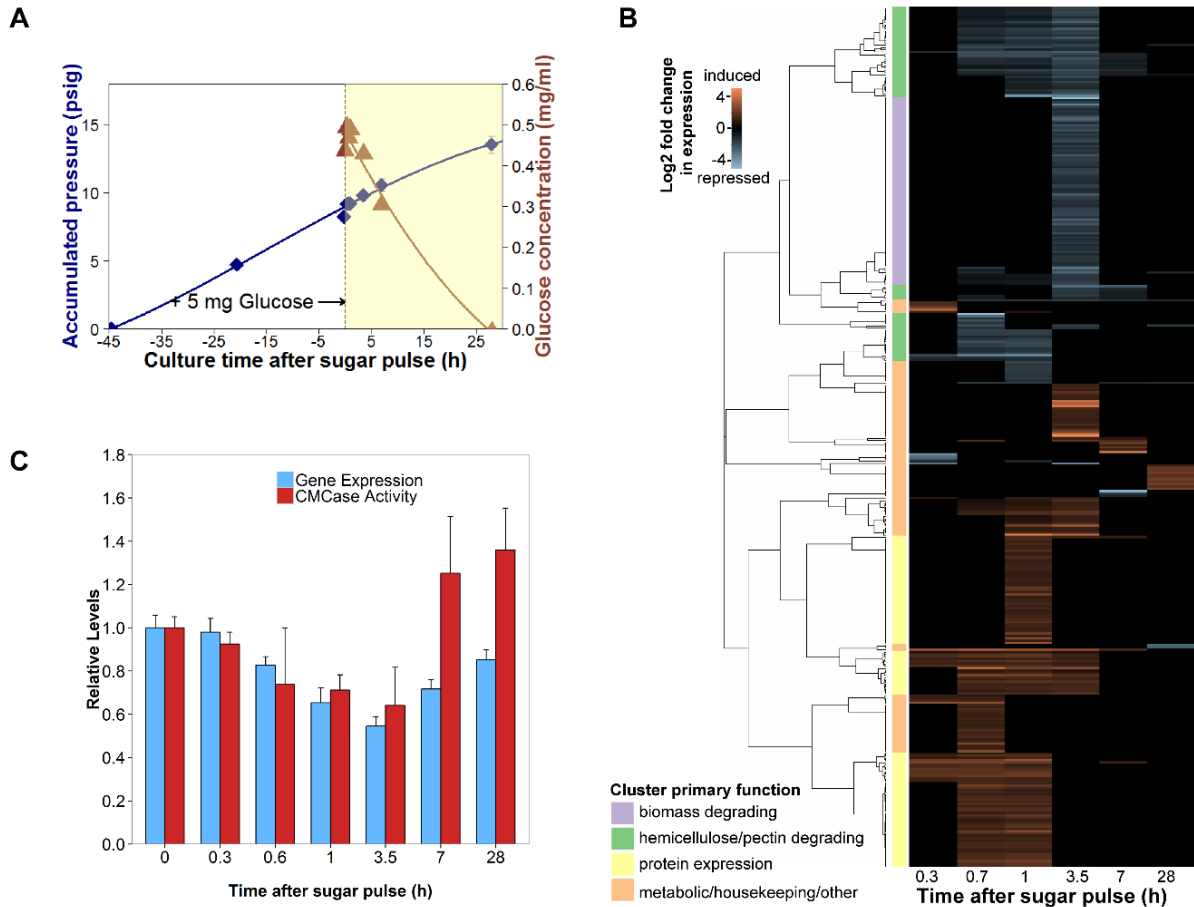 A
Accumulated pressure (psig)
15
10
5
0
0.6
0.5
0.4
0.3
0.2
0.1
0.0
Glucose concentration (mg/ml)
+ 5 mg Glucose
-45 -35 -25 -15 -5 5 15 25
Culture time after sugar pulse (h)
B
Log2 fold change
in expression
induced
4
0
-4
repressed
Cluster primary function
biomass degrading
hemicellulose/pectin degrading
protein expression
metabolic/housekeeping/other
0.3 0.7 1 3.5 7 28
Time after sugar pulse (h)
C
Relative Levels
1.8
1.6
1.4
1.2
1.0
0.8
0.6
0.4
0.2
0.0
Gene Expression
CMCase Activity
0 0.3 0.6 1 3.5 7 28
Time after sugar pulse (h)